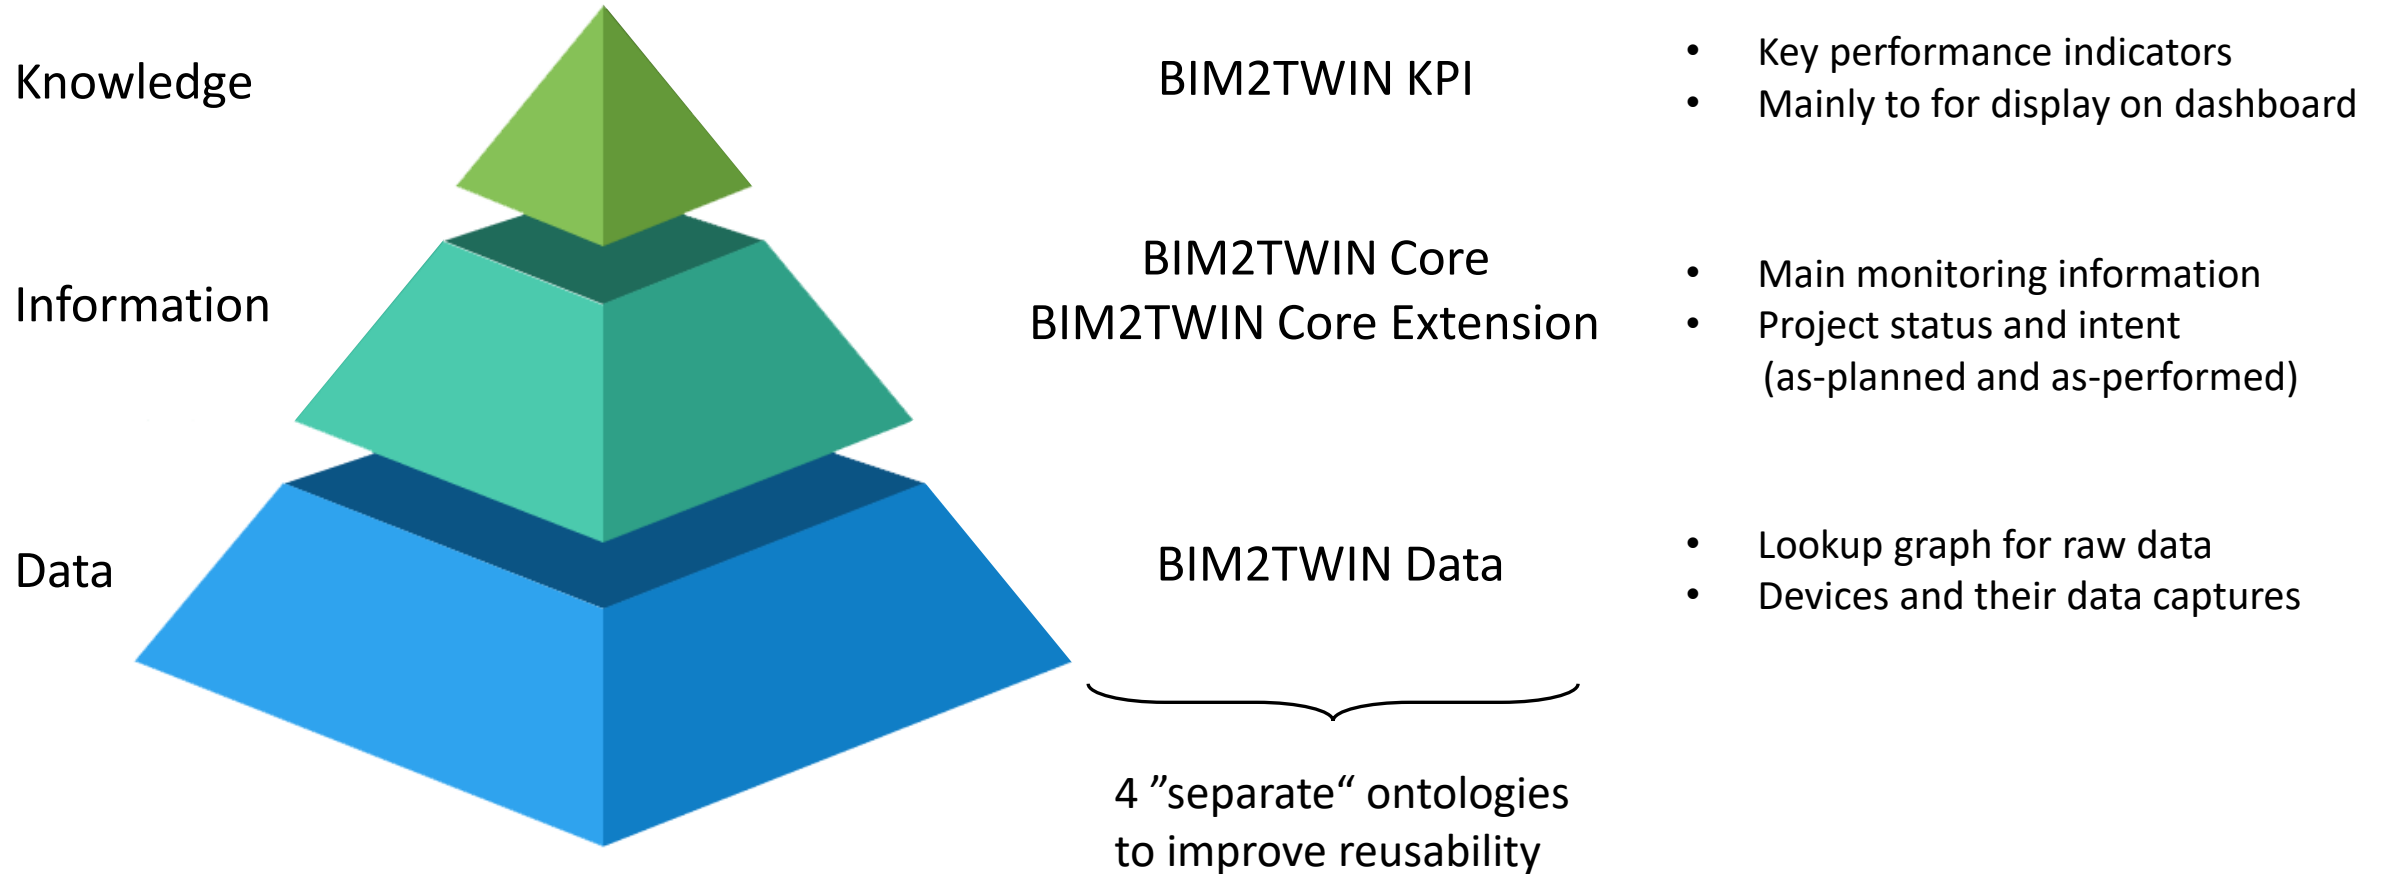 Knowledge
BIM2TWIN KPI
• Key performance indicators
• Mainly to for display on dashboard
Information
BIM2TWIN Core
BIM2TWIN Core Extension
• Main monitoring information
• Project status and intent
(as-planned and as-performed)
Data
BIM2TWIN Data
• Lookup graph for raw data
• Devices and their data captures
4 ”separate“ ontologies
to improve reusability